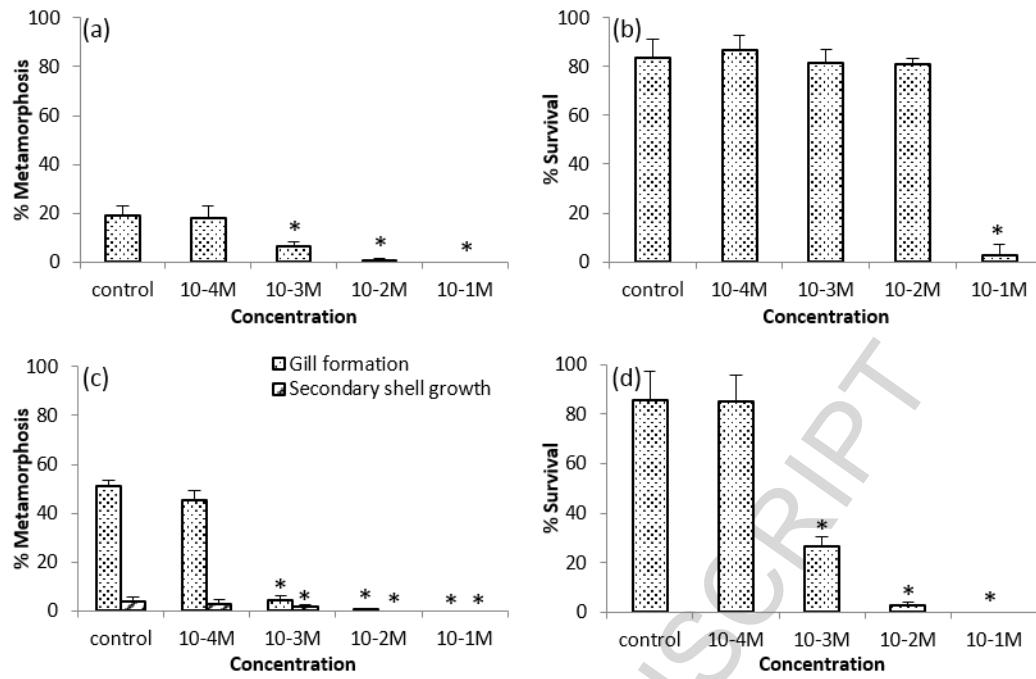 (a)
100
80
60
40
20
0
% Metamorphosis
* * *
control 10-4M 10-3M 10-2M 10-1M
Concentration
(b)
100
80
60
40
20
0
% Survival
*
control 10-4M 10-3M 10-2M 10-1M
Concentration
(c)
100
80
60
40
20
0
% Metamorphosis
Gill formation
Secondary shell growth
* * * * * *
control 10-4M 10-3M 10-2M 10-1M
Concentration
(d)
100
80
60
40
20
0
% Survival
* * *
control 10-4M 10-3M 10-2M 10-1M
Concentration
NUSCRIPT